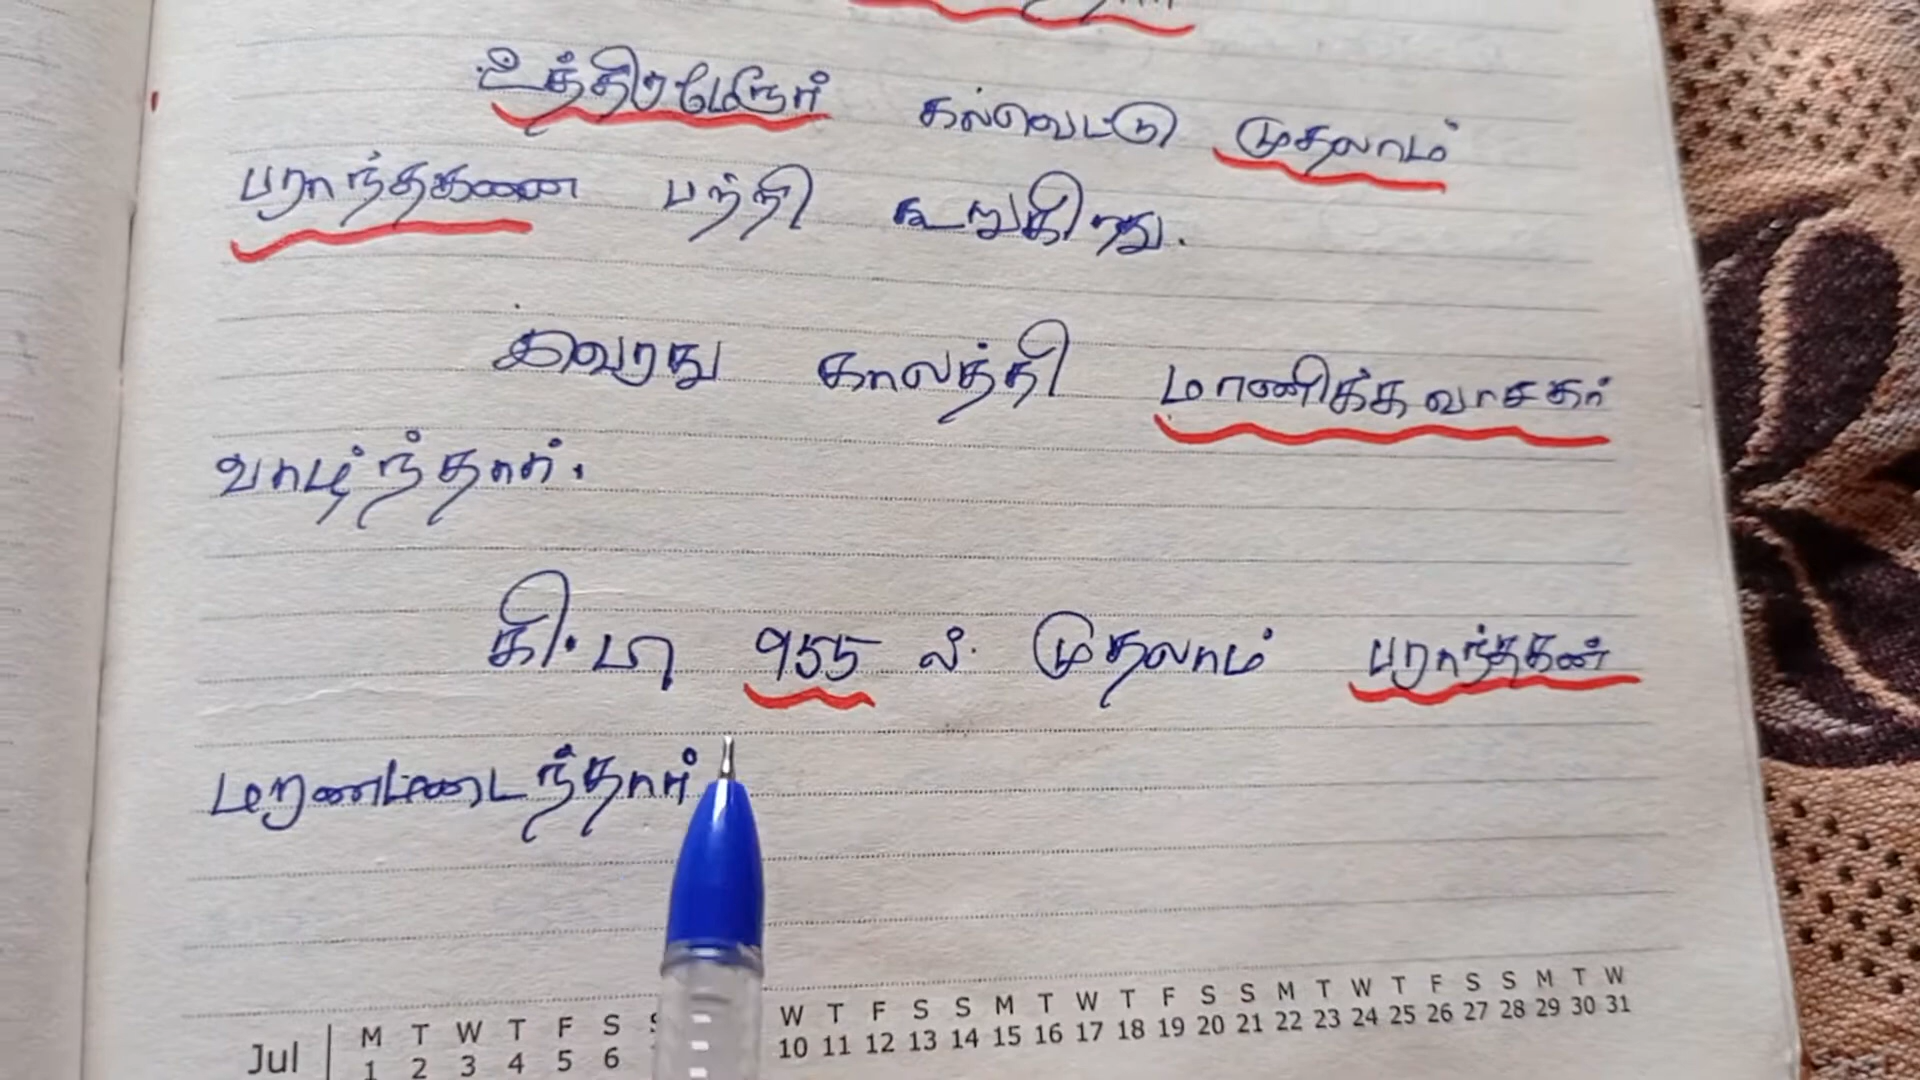 உத்திரமேரூர் கல்வெட்டு முதலாம்
பராந்தகனை பற்றி கூறுகிறது.
இவரது காலத்தி மாணிக்கவாசகர்
வாழ்ந்தார்.
கி.பி 955 ல் முதலாம் பராந்தகன்
மரணமடைந்தார்
M T W T F S S W T F S S M T W T F S S M T W T F S S M T W
Jul 1 2 3 4 5 6 10 11 12 13 14 15 16 17 18 19 20 21 22 23 24 25 26 27 28 29 30 31